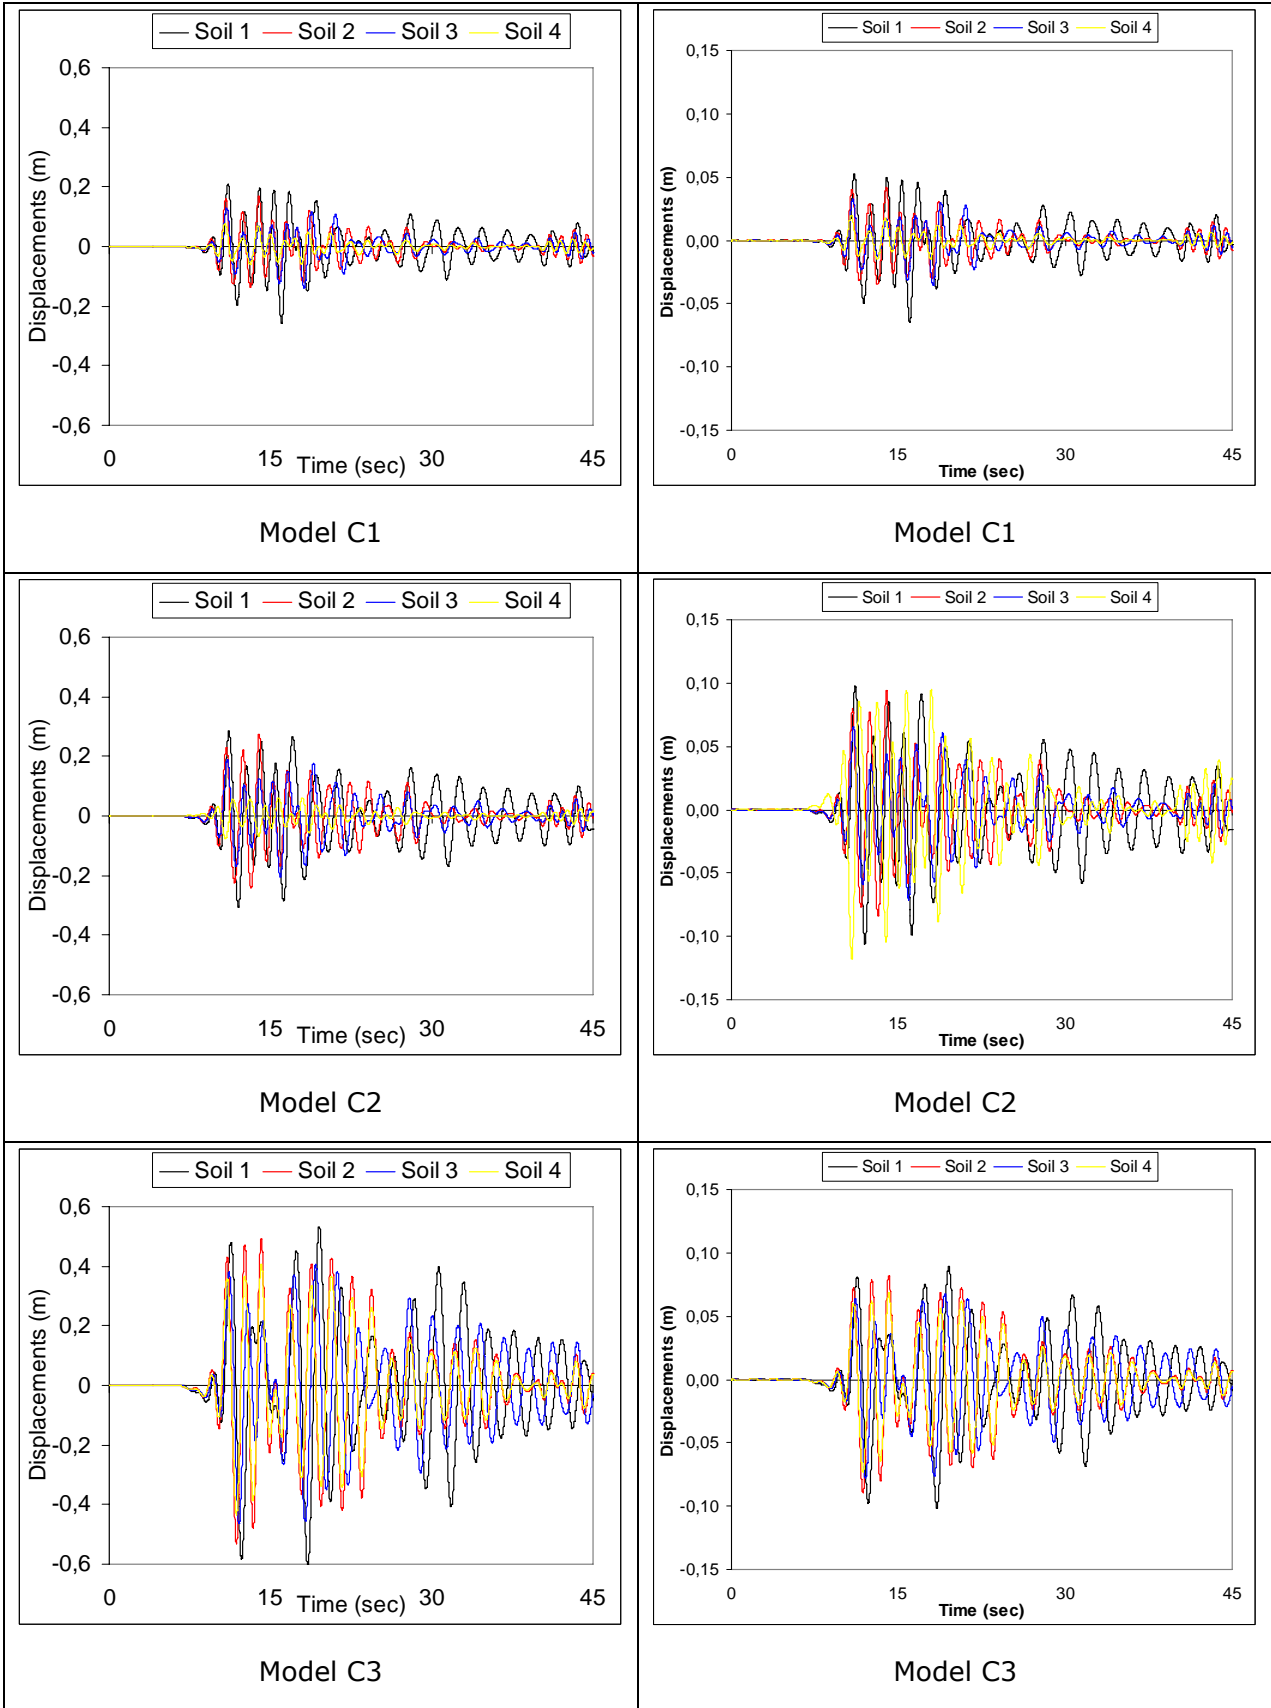 Soil 1 Soil 2 Soil 3 Soil 4
0,6
0,4
0,2
0
-0,2
-0,4
-0,6
Displacements (m)
0 15 30 45
Time (sec)
Model C1
Soil 1 Soil 2 Soil 3 Soil 4
0,15
0,10
0,05
0,00
-0,05
-0,10
-0,15
Displacements (m)
0 15 30 45
Time (sec)
Model C1
Soil 1 Soil 2 Soil 3 Soil 4
0,6
0,4
0,2
0
-0,2
-0,4
-0,6
Displacements (m)
0 15 30 45
Time (sec)
Model C2
Soil 1 Soil 2 Soil 3 Soil 4
0,15
0,10
0,05
0,00
-0,05
-0,10
-0,15
Displacements (m)
0 15 30 45
Time (sec)
Model C2
Soil 1 Soil 2 Soil 3 Soil 4
0,6
0,4
0,2
0
-0,2
-0,4
-0,6
Displacements (m)
0 15 30 45
Time (sec)
Model C3
Soil 1 Soil 2 Soil 3 Soil 4
0,15
0,10
0,05
0,00
-0,05
-0,10
-0,15
Displacements (m)
0 15 30 45
Time (sec)
Model C3